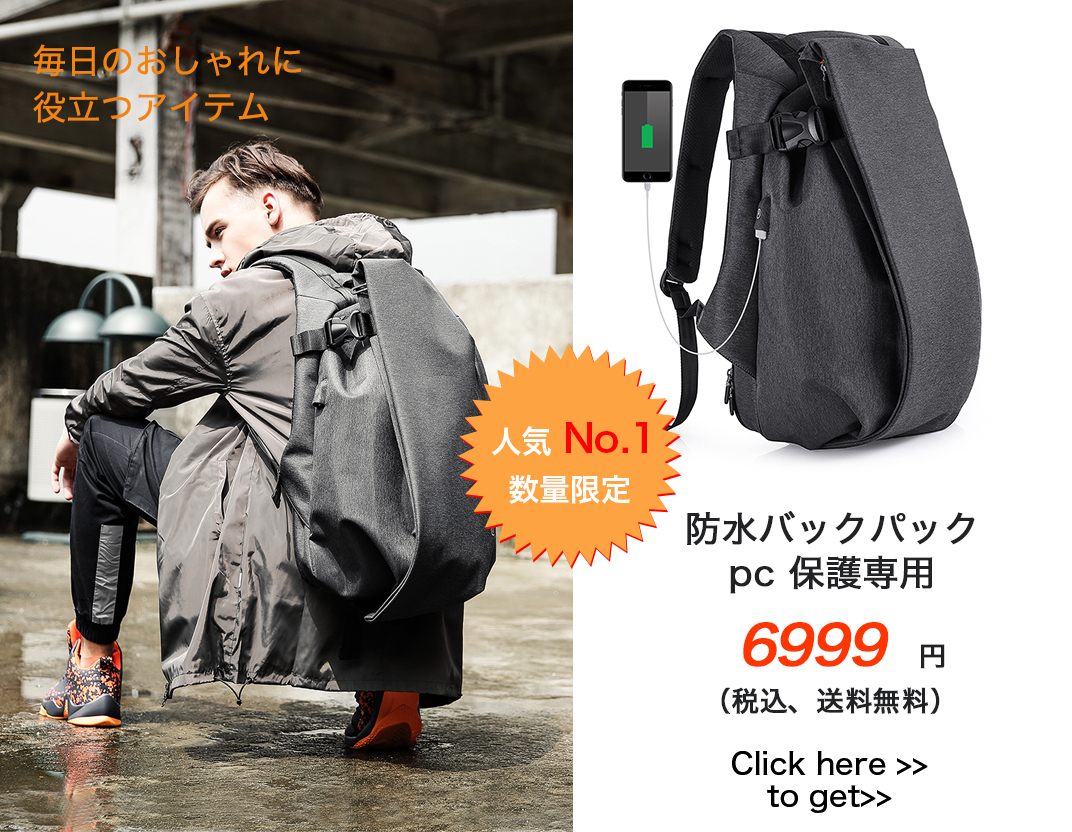 毎日のおしゃれに
役立つアイテム
人気 No.1
数量限定
防水バックパック
pc 保護専用
6999 円
（税込、送料無料）
Click here >>
to get>>